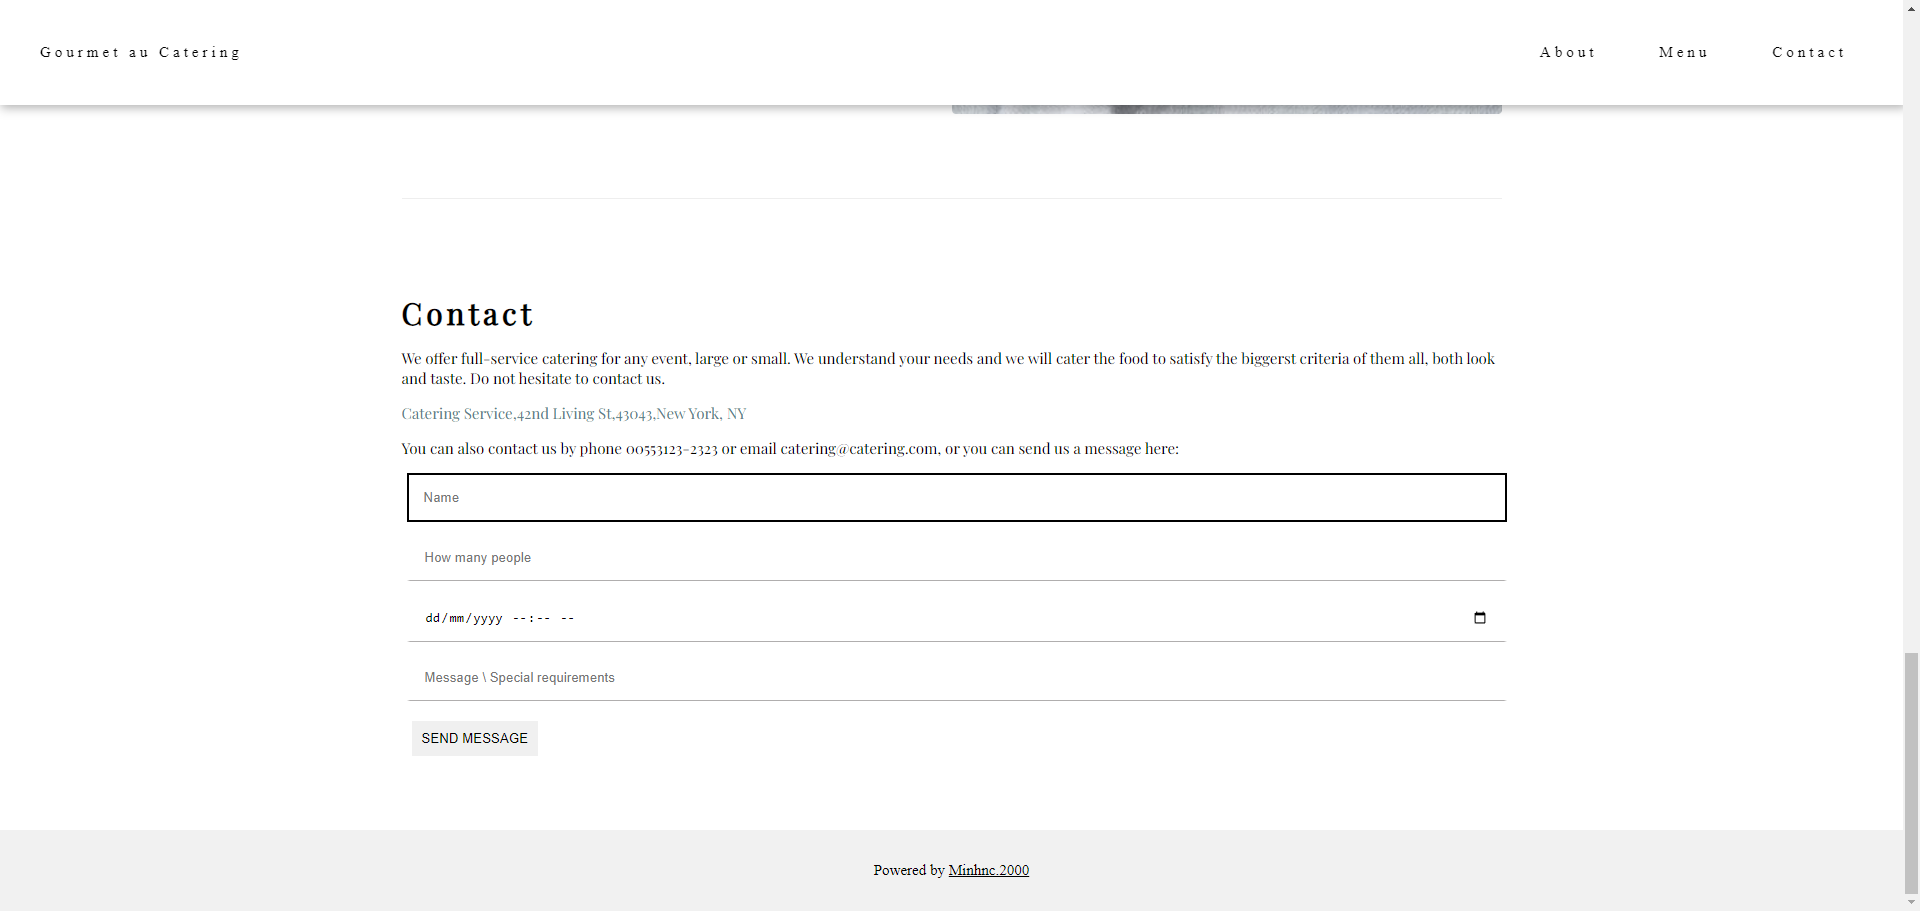 Gourmet au Catering
About Menu Contact
Contact
We offer full-service catering for any event, large or small. We understand your needs and we will cater the food to satisfy the biggerst criteria of them all, both look
and taste. Do not hesitate to contact us.
Catering Service,42nd Living St,43043,New York, NY
You can also contact us by phone 00553123-2323 or email catering@catering.com, or you can send us a message here:
Name
How many people
dd/mm/yyyy --:-- --
Message \ Special requirements
SEND MESSAGE
Powered by Minhnc.2000